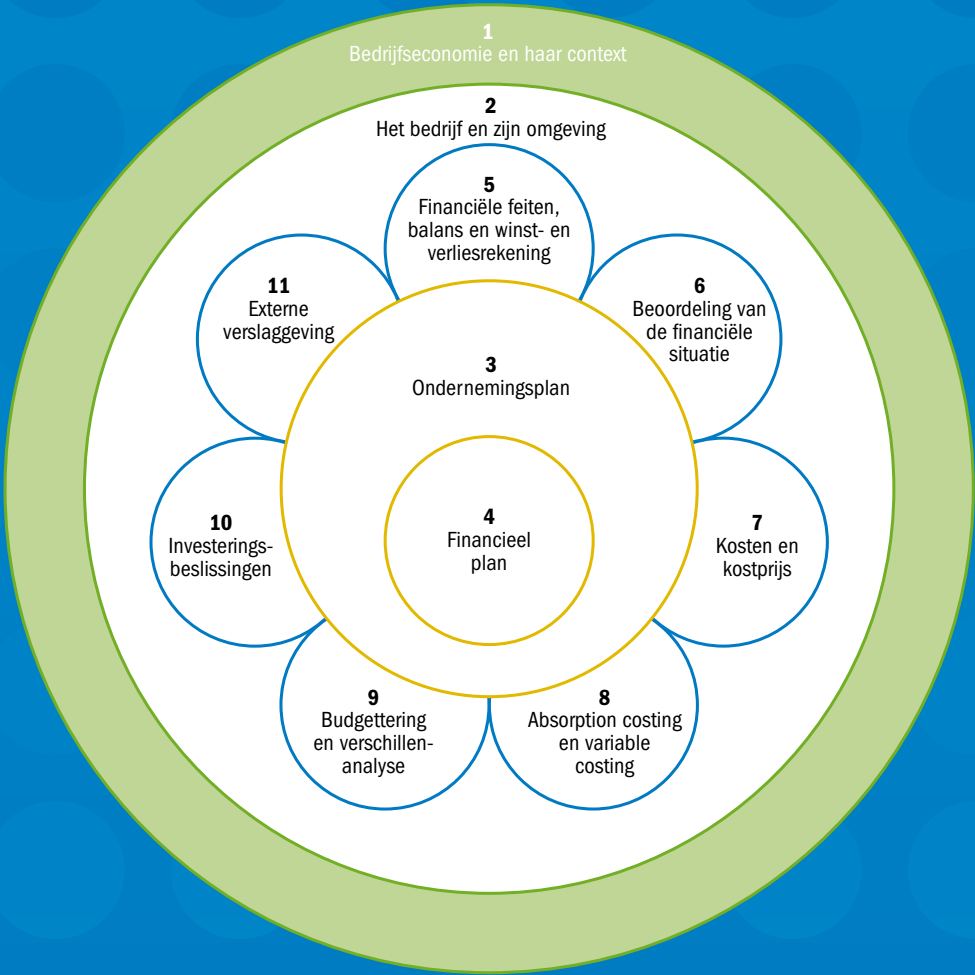 1
Bedrijfseconomie en haar context
2
Het bedrijf en zijn omgeving
5
Financiële feiten,
balans en winst- en
verliesrekening
11
Externe
verslaggeving
6
Beoordeling van
de financiële
situatie
3
Ondernemingsplan
4
Financieel
plan
10
Investerings-
beslissingen
7
Kosten en
kostprijs
9
Budgettering
en verschillen-
analyse
8
Absorption costing
en variable
costing